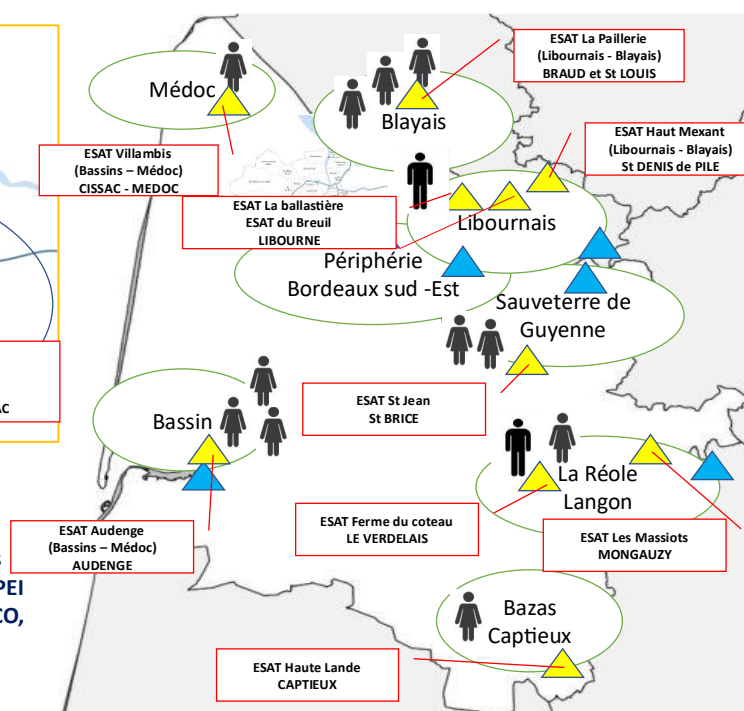 ESAT La Paillerie
(Libournais - Blayais)
BRAUD et St LOUIS
Médoc
Blayais
ESAT Haut Mexant
(Libournais - Blayais)
St DENIS de PILE
ESAT Villambis
(Bassins – Médoc)
CISSAC - MEDOC
ESAT La ballastière
ESAT du Breuil
LIBOURNE
Libournais
Périphérie
Bordeaux sud -Est
Sauveterre de
Guyenne
AC
ESAT St Jean
St BRICE
Bassin
La Réole
Langon
ESAT Ferme du coteau
LE VERDELAIS
ESAT Les Massiots
MONGAUZY
ESAT Audenge
(Bassins – Médoc)
AUDENGE
PEI
CO,
Bazas
Captieux
ESAT Haute Lande
CAPTIEUX